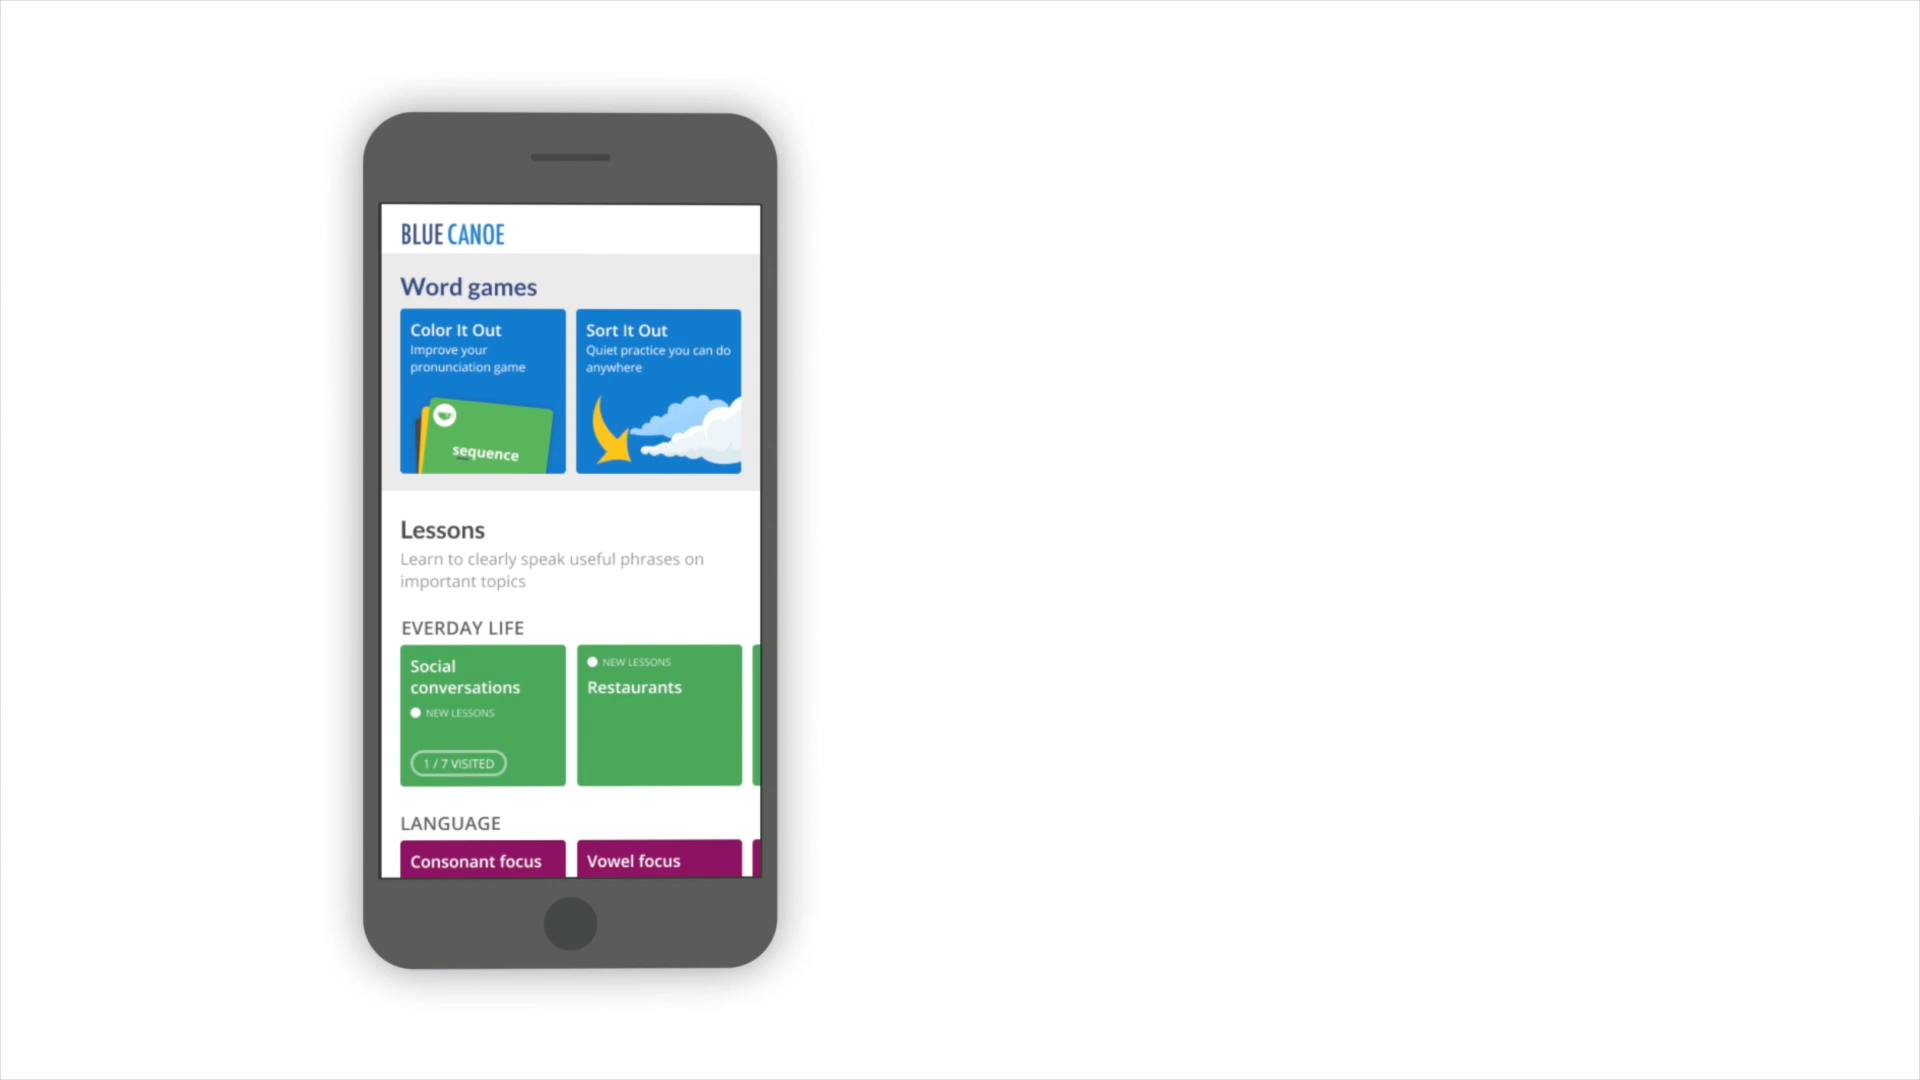 BLUE CANOE
Word games
Color It Out
Improve your
pronunciation game
sequence
Sort It Out
Quiet practice you can do
anywhere
Lessons
Learn to clearly speak useful phrases on
important topics
EVERDAY LIFE
Social
conversations
NEW LESSONS
1 / 7 VISITED
NEW LESSONS
Restaurants
LANGUAGE
Consonant focus
Vowel focus